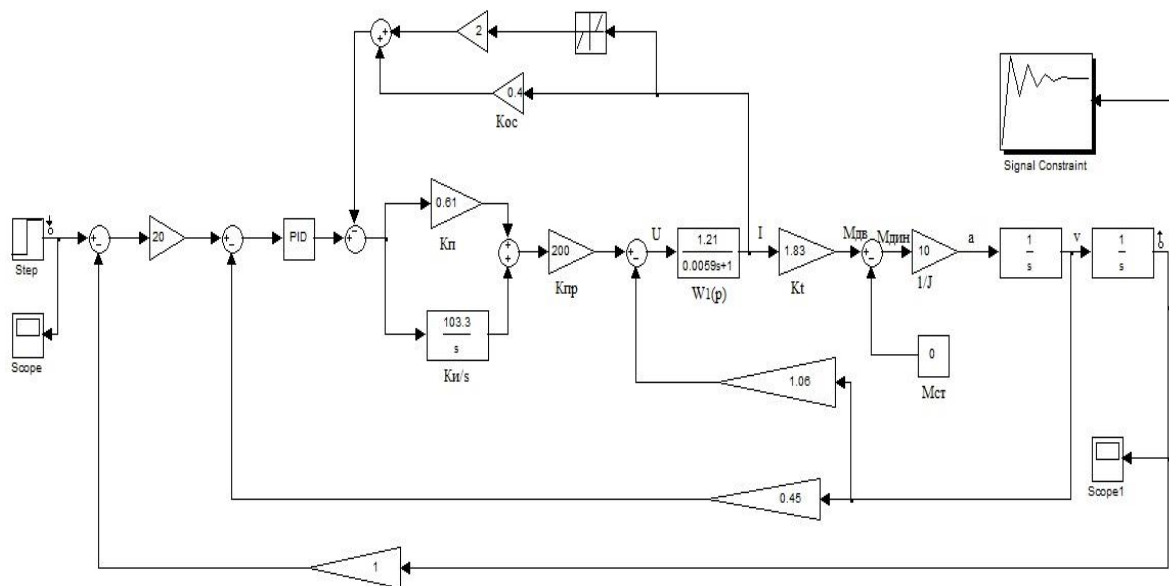 2
0.4
Кос
Signal Constraint
0.61
Кп
Step
20
PID
200
Кпр
U
1.21
0.0059s+1
W1(p)
I
1.83
Kt
Мдв
Мдин
10
1/J
a
1
s
v
1
s
Scope
103.3
s
Ки/s
0
Мст
1.06
Scope1
0.45
1